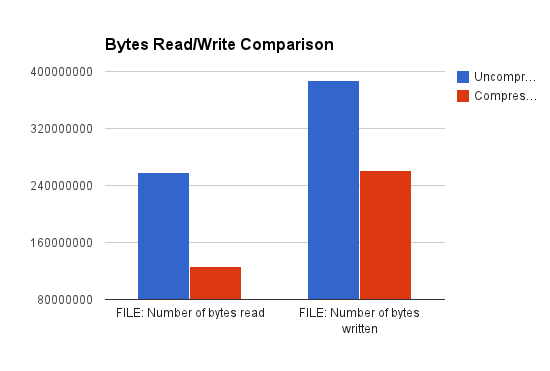 Bytes Read/Write Comparison
400000000
320000000
240000000
160000000
80000000
Uncompr...
Compres...
FILE: Number of bytes read
FILE: Number of bytes
written